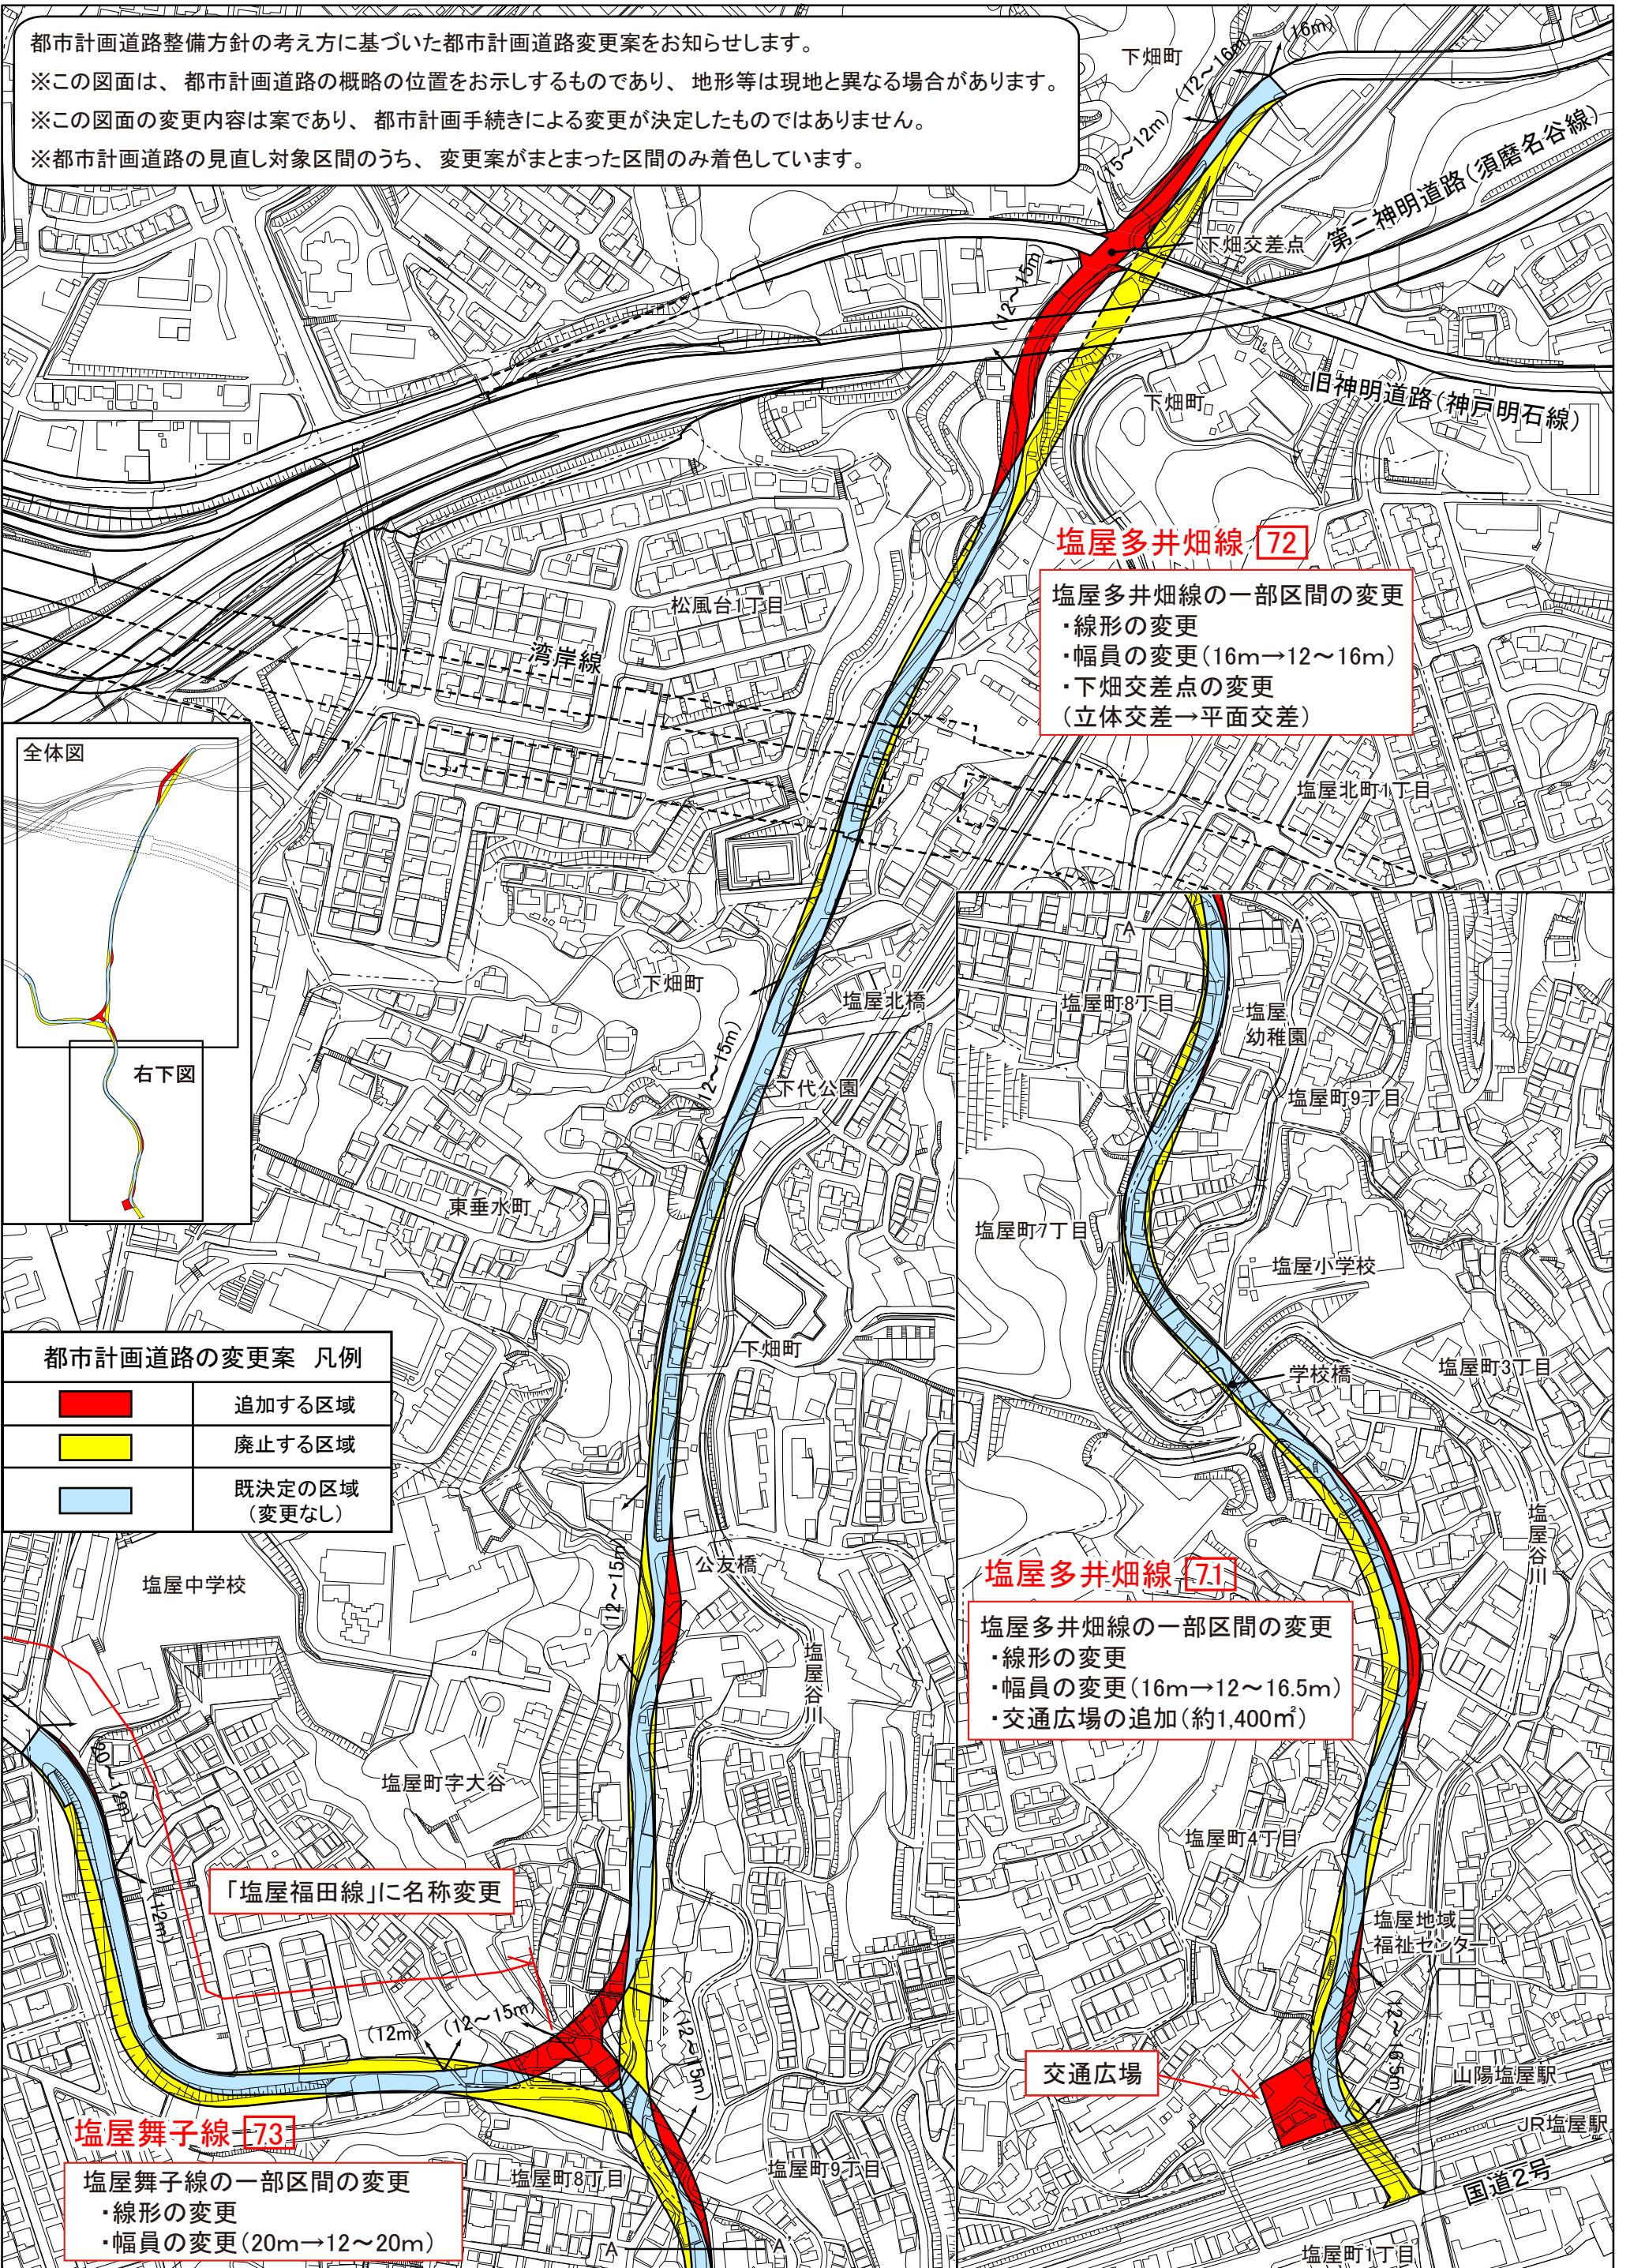 都市計画道路整備方針の考え方に基づいた都市計画道路変更案をお知らせします。
※この図面は、都市計画道路の概略の位置をお示しするものであり、地形等は現地と異なる場合があります。
※この図面の変更内容は案であり、都市計画手続きによる変更が決定したものではありません。
※都市計画道路の見直し対象区間のうち、変更案がまとまった区間のみ着色しています。
下畑町
(16m)
(12～16m)
(15～12m)
下畑交差点
第二神明道路(須磨名谷線)
(12～15m)
旧神明道路(神戸明石線)
下畑町
塩屋多井畑線 72
塩屋多井畑線の一部区間の変更
・線形の変更
・幅員の変更(16m→12～16m)
・下畑交差点の変更
(立体交差→平面交差)
松風台1丁目
湾岸線
塩屋北町1丁目
全体図
右下図
下畑町
塩屋北橋
(12～15m)
下代公園
東垂水町
下畑町
都市計画道路の変更案 凡例
追加する区域
廃止する区域
既決定の区域
(変更なし)
塩屋中学校
(12～15m)
公友橋
塩屋谷川
塩屋町字大谷
(20～12m)
(12m)
「塩屋福田線」に名称変更
(12m)
(12～15m)
(12～15m)
塩屋舞子線 73
塩屋舞子線の一部区間の変更
・線形の変更
・幅員の変更(20m→12～20m)
塩屋町8丁目
塩屋町9丁目
A
A'
A
A'
塩屋町8丁目
塩屋
幼稚園
塩屋町9丁目
塩屋町7丁目
塩屋小学校
学校橋
塩屋町3丁目
塩屋谷川
塩屋多井畑線 71
塩屋多井畑線の一部区間の変更
・線形の変更
・幅員の変更(16m→12～16.5m)
・交通広場の追加(約1,400㎡)
塩屋町4丁目
塩屋地域
福祉センター
(12～16.5m)
交通広場
山陽塩屋駅
JR塩屋駅
国道2号
塩屋町1丁目